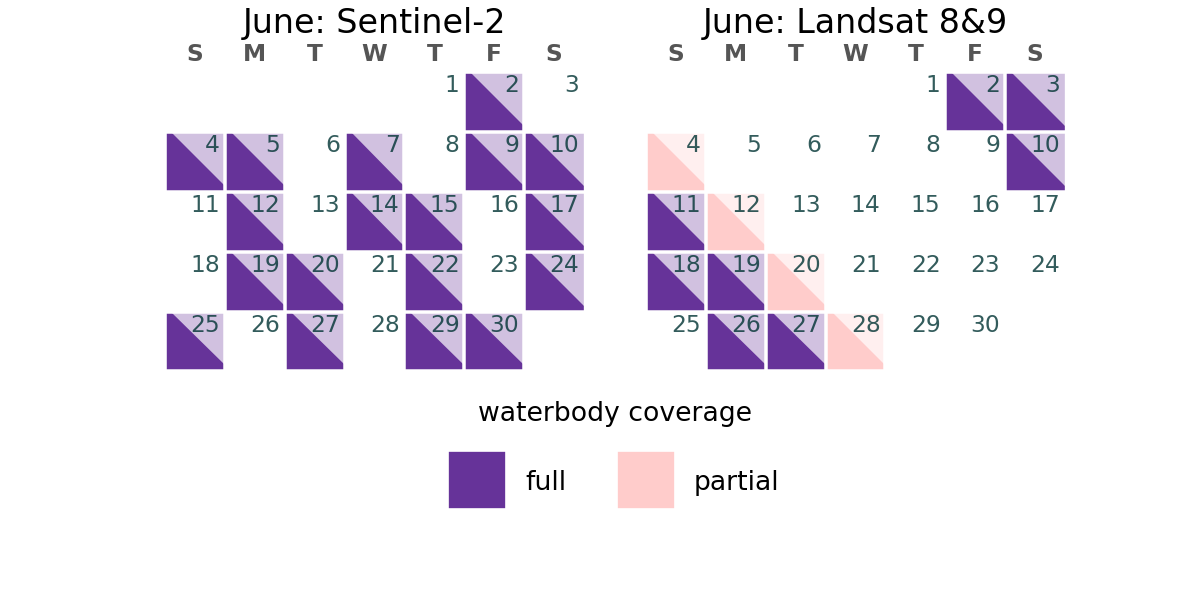 June: Sentinel-2
S M T W T F S
1 2 3
4 5 6 7 8 9 10
11 12 13 14 15 16 17
18 19 20 21 22 23 24
25 26 27 28 29 30
June: Landsat 8&9
S M T W T F S
1 2 3
4 5 6 7 8 9 10
11 12 13 14 15 16 17
18 19 20 21 22 23 24
25 26 27 28 29 30
waterbody coverage
full partial